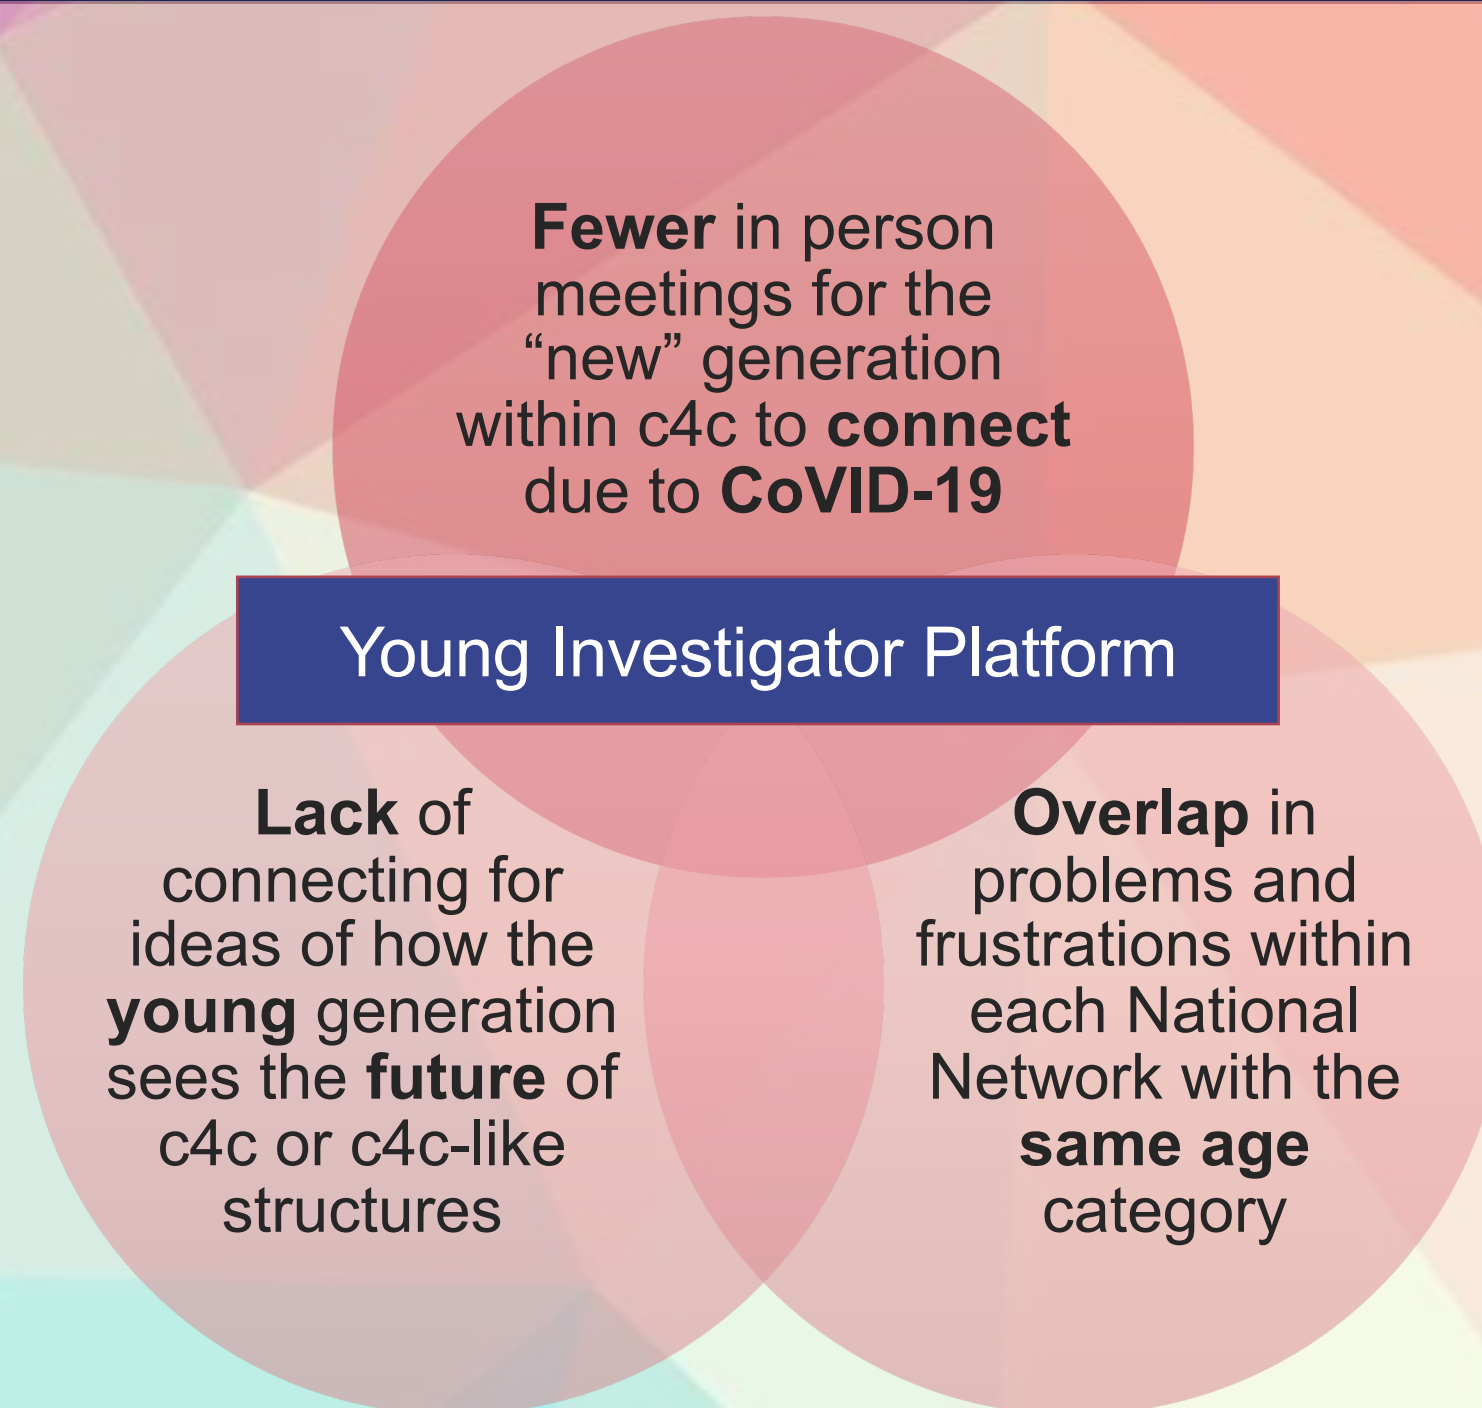 Fewer in person
meetings for the
“new” generation
within c4c to connect
due to CoVID-19
Young Investigator Platform
Lack of
connecting for
ideas of how the
young generation
sees the future of
c4c or c4c-like
structures
Overlap in
problems and
frustrations within
each National
Network with the
same age
category